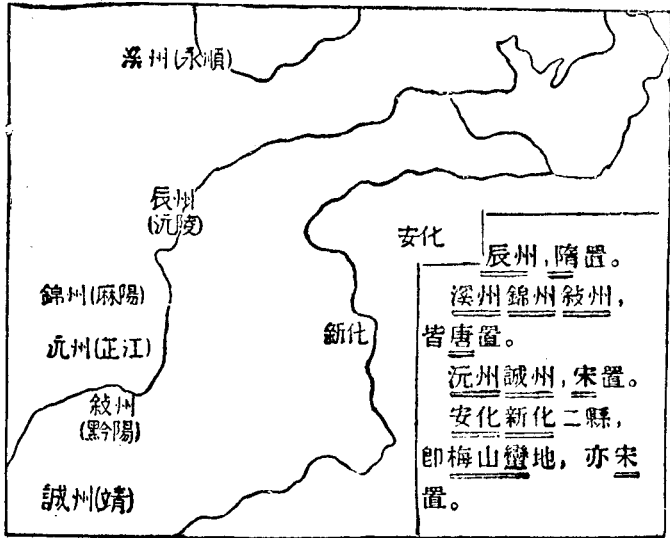 溪州(永順)
辰州
(沅陵)
錦州(麻陽)
沅州(芷江)
敍州
(黔陽)
誠州(靖)
新化
安化
辰州,隋置。
溪州錦州敍州,
皆唐置。
沅州誠州,宋置。
安化新化二縣,
卽梅山蠻地,亦宋
置。